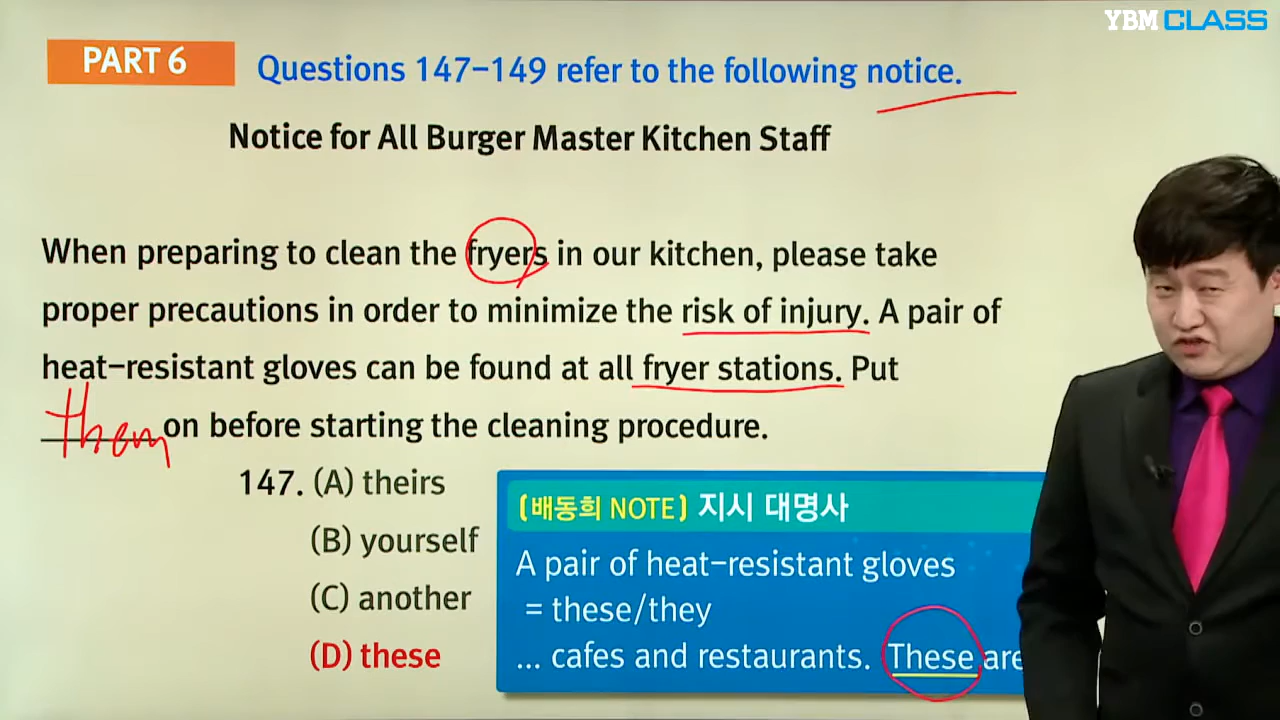 YBM CLASS
PART 6
Questions 147-149 refer to the following notice.
Notice for All Burger Master Kitchen Staff
When preparing to clean the fryers in our kitchen, please take
proper precautions in order to minimize the risk of injury. A pair of
heat-resistant gloves can be found at all fryer stations. Put
them on before starting the cleaning procedure.
147. (A) theirs
(B) yourself
(C) another
(D) these
[배동희 NOTE] 지시 대명사
A pair of heat-resistant gloves
= these/they
... cafes and restaurants. These are